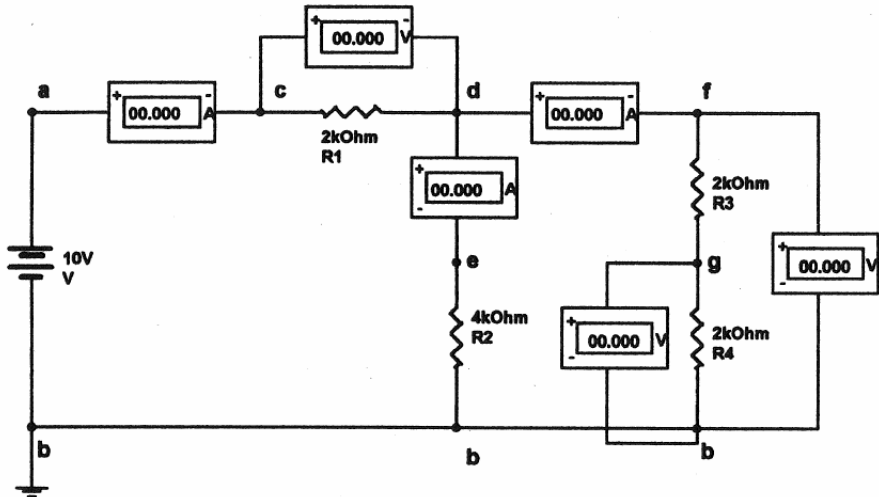 + - 00.000 V
a
+ - 00.000 A
c
d
+ - 00.000 A
f
2kOhm
R1
+ - 00.000 A
2kOhm
R3
10V
V
e
g
+ - 00.000 V
4kOhm
R2
+ - 00.000 V
2kOhm
R4
b
b
b